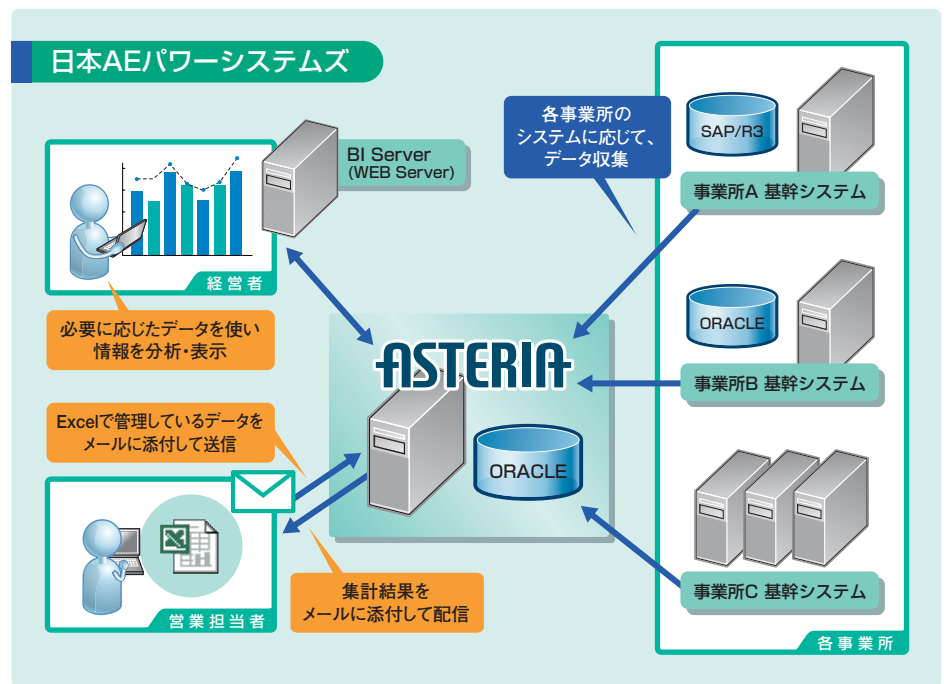 日本AEパワーシステムズ
BI Server
(WEB Server)
経営者
必要に応じたデータを使い
情報を分析・表示
各事業所の
システムに応じて、
データ収集
SAP/R3
事業所A 基幹システム
ORACLE
事業所B 基幹システム
事業所C 基幹システム
各事業所
ASTERIA
ORACLE
Excelで管理しているデータを
メールに添付して送信
営業担当者
集計結果を
メールに添付して配信